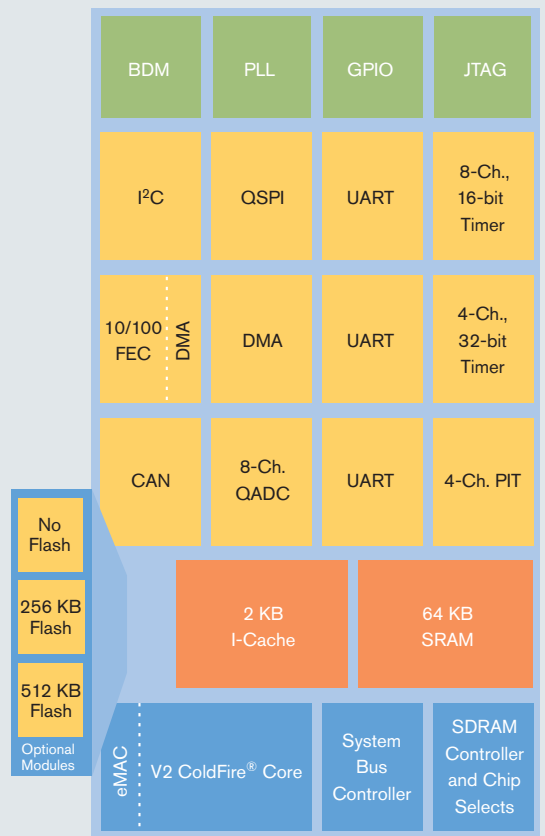 BDM
PLL
GPIO
JTAG
I²C
QSPI
UART
8-Ch.,
16-bit
Timer
10/100
FEC
DMA
DMA
UART
4-Ch.,
32-bit
Timer
CAN
8-Ch.
QADC
UART
4-Ch. PIT
No
Flash
256 KB
Flash
512 KB
Flash
Optional
Modules
2 KB
I-Cache
64 KB
SRAM
eMAC
V2 ColdFire® Core
System
Bus
Controller
SDRAM
Controller
and Chip
Selects